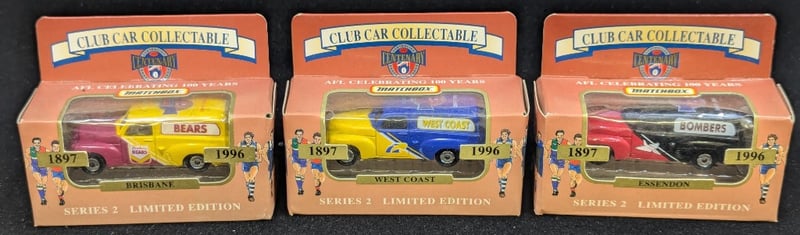 CLUB CAR COLLECTABLE
CENTENARY
AFL CELEBRATING 100 YEARS
MATCHBOX
BEARS
BEARS
1897
1996
BRISBANE
SERIES 2 LIMITED EDITION
CLUB CAR COLLECTABLE
CENTENARY
AFL CELEBRATING 100 YEARS
MATCHBOX
WEST COAST
1897
1996
WEST COAST
SERIES 2 LIMITED EDITION
CLUB CAR COLLECTABLE
CENTENARY
AFL CELEBRATING 100 YEARS
MATCHBOX
BOMBERS
1897
1996
ESSENDON
SERIES 2 LIMITED EDITION